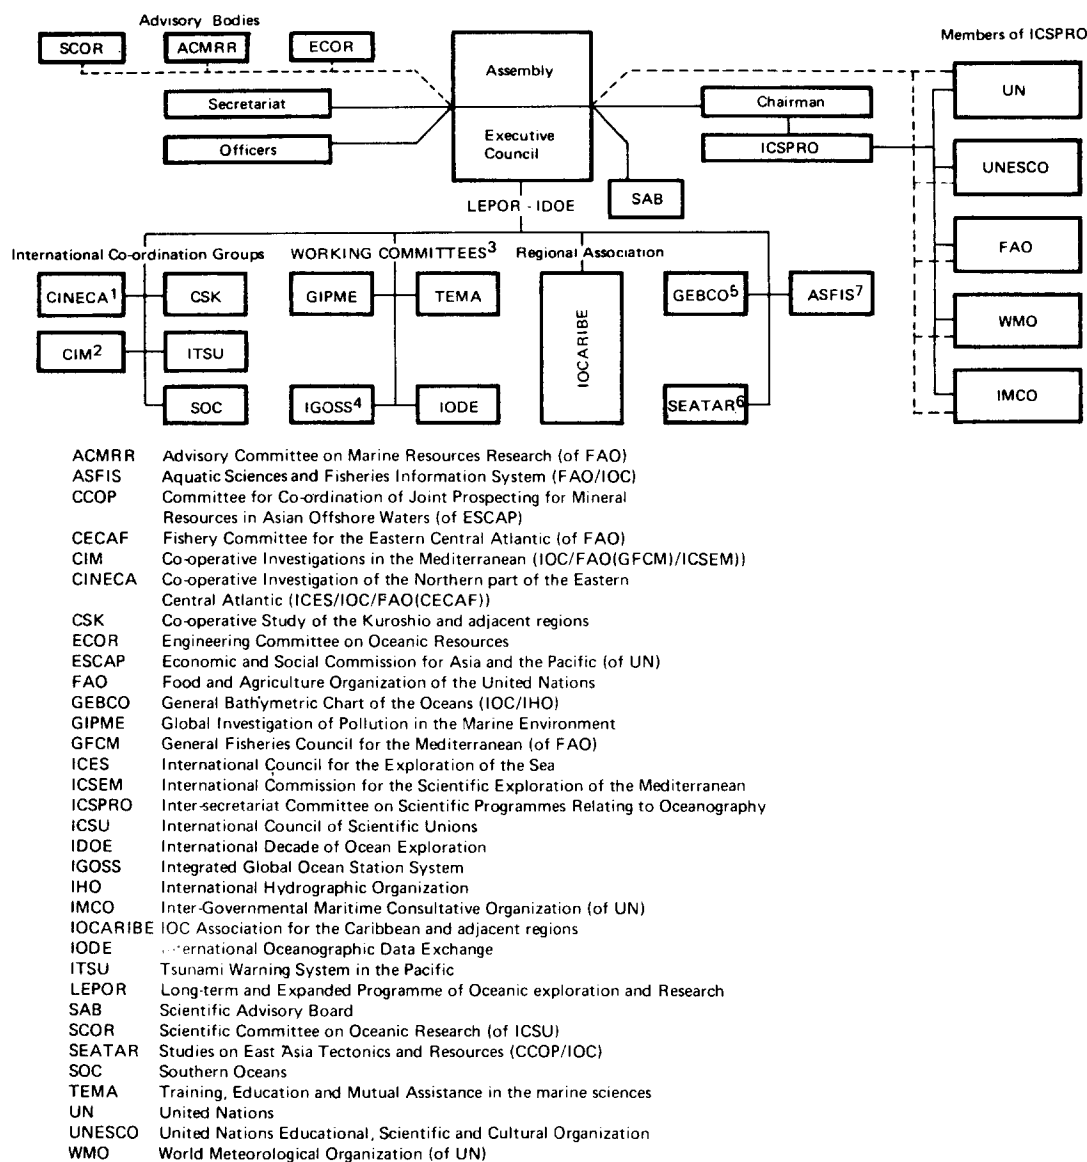 Advisory Bodies
Members of ICSPRO
SCOR
ACMRR
ECOR
Assembly
UN
Secretariat
Chairman
Executive
Council
Officers
ICSPRO
UNESCO
SAB
LEPOR - IDOE
FAO
International Co-ordination Groups
WORKING COMMITTEES3
Regional Association
CINECA1
CSK
GIPME
TEMA
IOCARIBE
GEBCO5
ASFIS7
WMO
CIM2
ITSU
IMCO
SOC
IGOSS4
IODE
SEATAR6
ACMRR Advisory Committee on Marine Resources Research (of FAO)
ASFIS Aquatic Sciences and Fisheries Information System (FAO/IOC)
CCOP Committee for Co-ordination of Joint Prospecting for Mineral
Resources in Asian Offshore Waters (of ESCAP)
CECAF Fishery Committee for the Eastern Central Atlantic (of FAO)
CIM Co-operative Investigations in the Mediterranean (IOC/FAO(GFCM)/ICSEM))
CINECA Co-operative Investigation of the Northern part of the Eastern
Central Atlantic (ICES/IOC/FAO(CECAF))
CSK Co-operative Study of the Kuroshio and adjacent regions
ECOR Engineering Committee on Oceanic Resources
ESCAP Economic and Social Commission for Asia and the Pacific (of UN)
FAO Food and Agriculture Organization of the United Nations
GEBCO General Bathymetric Chart of the Oceans (IOC/IHO)
GIPME Global Investigation of Pollution in the Marine Environment
GFCM General Fisheries Council for the Mediterranean (of FAO)
ICES International Council for the Exploration of the Sea
ICSEM International Commission for the Scientific Exploration of the Mediterranean
ICSPRO Inter-secretariat Committee on Scientific Programmes Relating to Oceanography
ICSU International Council of Scientific Unions
IDOE International Decade of Ocean Exploration
IGOSS Integrated Global Ocean Station System
IHO International Hydrographic Organization
IMCO Inter-Governmental Maritime Consultative Organization (of UN)
IOCARIBE IOC Association for the Caribbean and adjacent regions
IODE Oceanographic Data Exchange
ITSU Tsunami Warning System in the Pacific
LEPOR Long-term and Expanded Programme of Oceanic exploration and Research
SAB Scientific Advisory Board
SCOR Scientific Committee on Oceanic Research (of ICSU)
SEATAR Studies on East Asia Tectonics and Resources (CCOP/IOC)
SOC Southern Oceans
TEMA Training, Education and Mutual Assistance in the marine sciences
UN United Nations
UNESCO United Nations Educational, Scientific and Cultural Organization
WMO World Meteorological Organization (of UN)